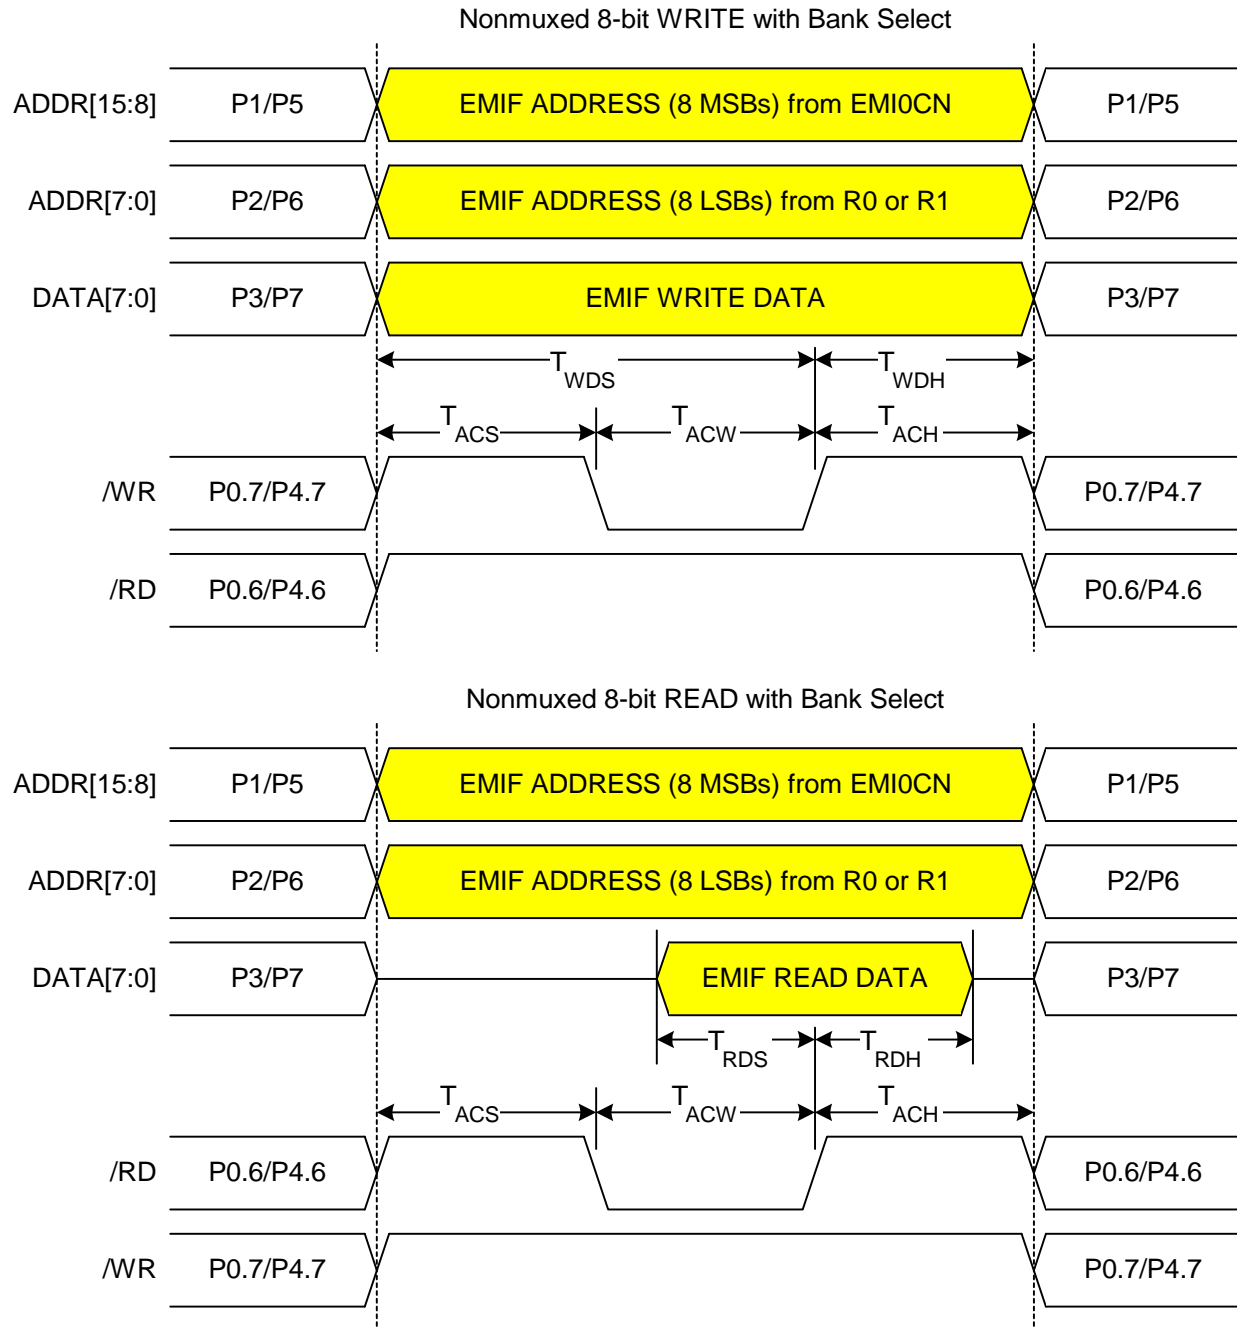 Nonmuxed 8-bit WRITE with Bank Select
ADDR[15:8] P1/P5 EMIF ADDRESS (8 MSBs) from EMI0CN P1/P5
ADDR[7:0] P2/P6 EMIF ADDRESS (8 LSBs) from R0 or R1 P2/P6
DATA[7:0] P3/P7 EMIF WRITE DATA P3/P7
TWDS TWDH
TACS TACW TACH
/WR P0.7/P4.7 P0.7/P4.7
/RD P0.6/P4.6 P0.6/P4.6
Nonmuxed 8-bit READ with Bank Select
ADDR[15:8] P1/P5 EMIF ADDRESS (8 MSBs) from EMI0CN P1/P5
ADDR[7:0] P2/P6 EMIF ADDRESS (8 LSBs) from R0 or R1 P2/P6
DATA[7:0] P3/P7 EMIF READ DATA P3/P7
TRDS TRDH
TACS TACW TACH
/RD P0.6/P4.6 P0.6/P4.6
/WR P0.7/P4.7 P0.7/P4.7